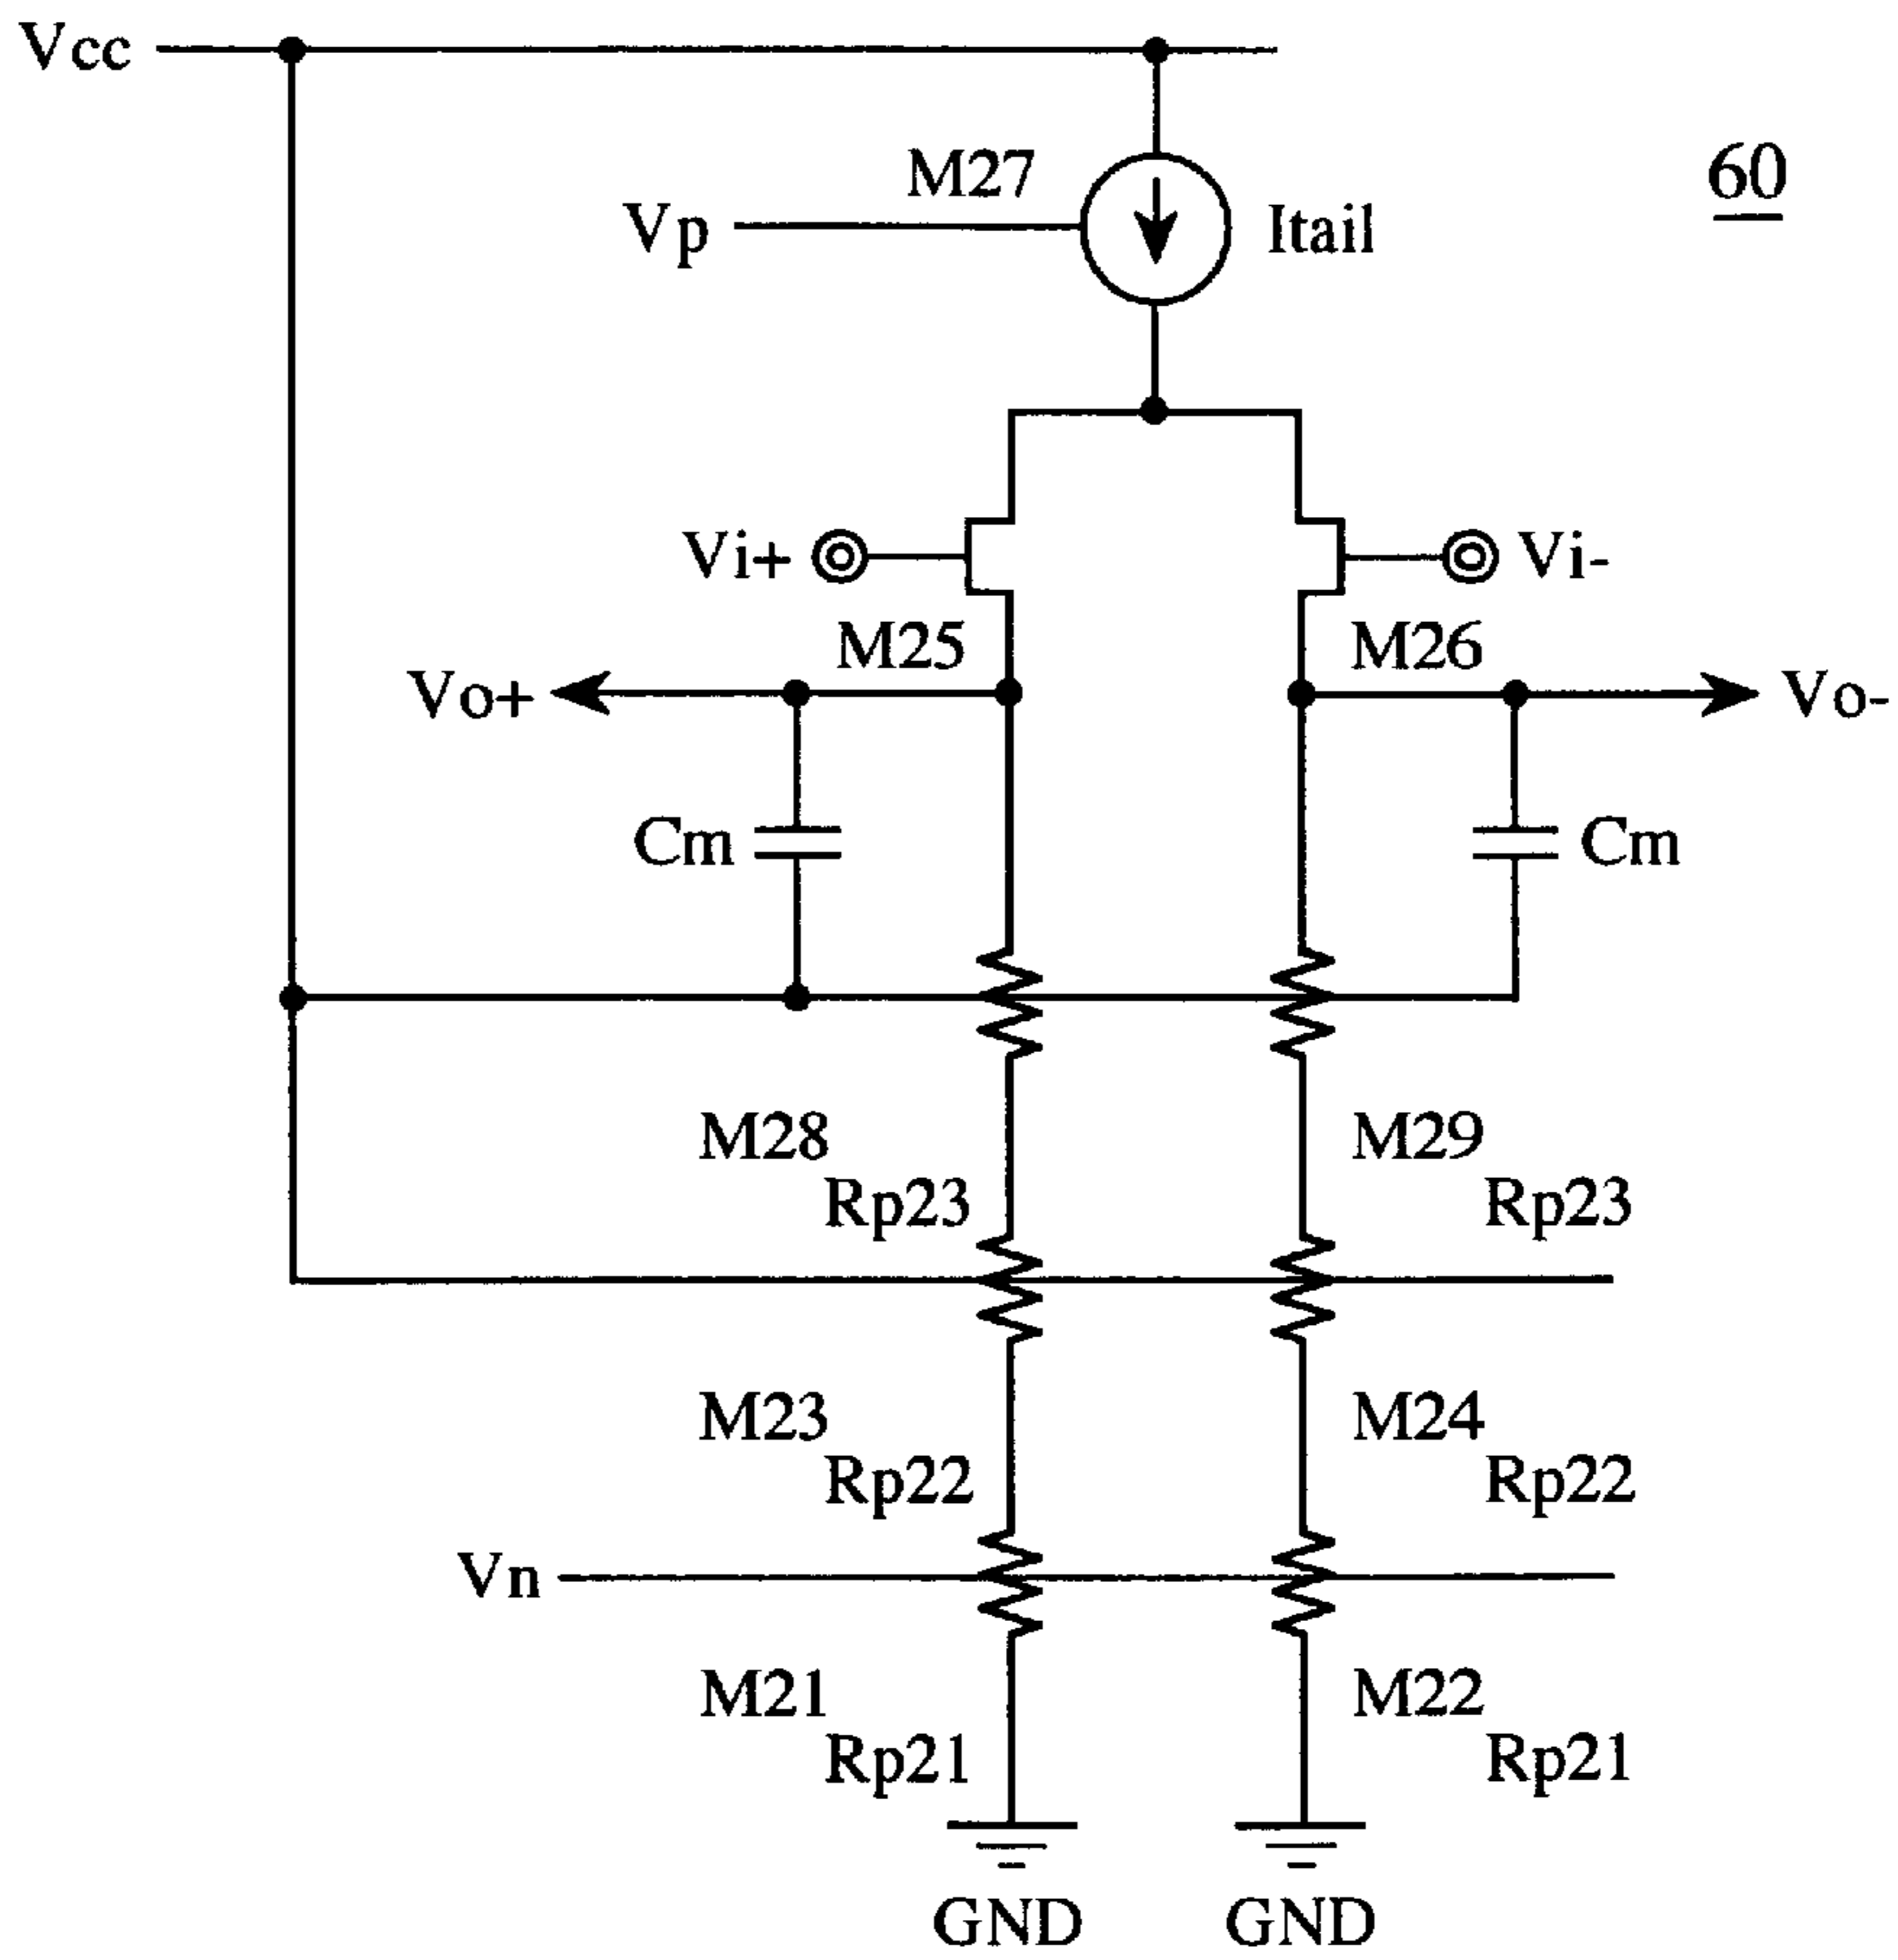 Vcc
M27
60
Vp
Itail
Vi+
Vi-
M25
M26
Vo+
Vo-
Cm
Cm
M28
M29
Rp23
Rp23
M23
M24
Rp22
Rp22
Vn
M21
M22
Rp21
Rp21
GND
GND